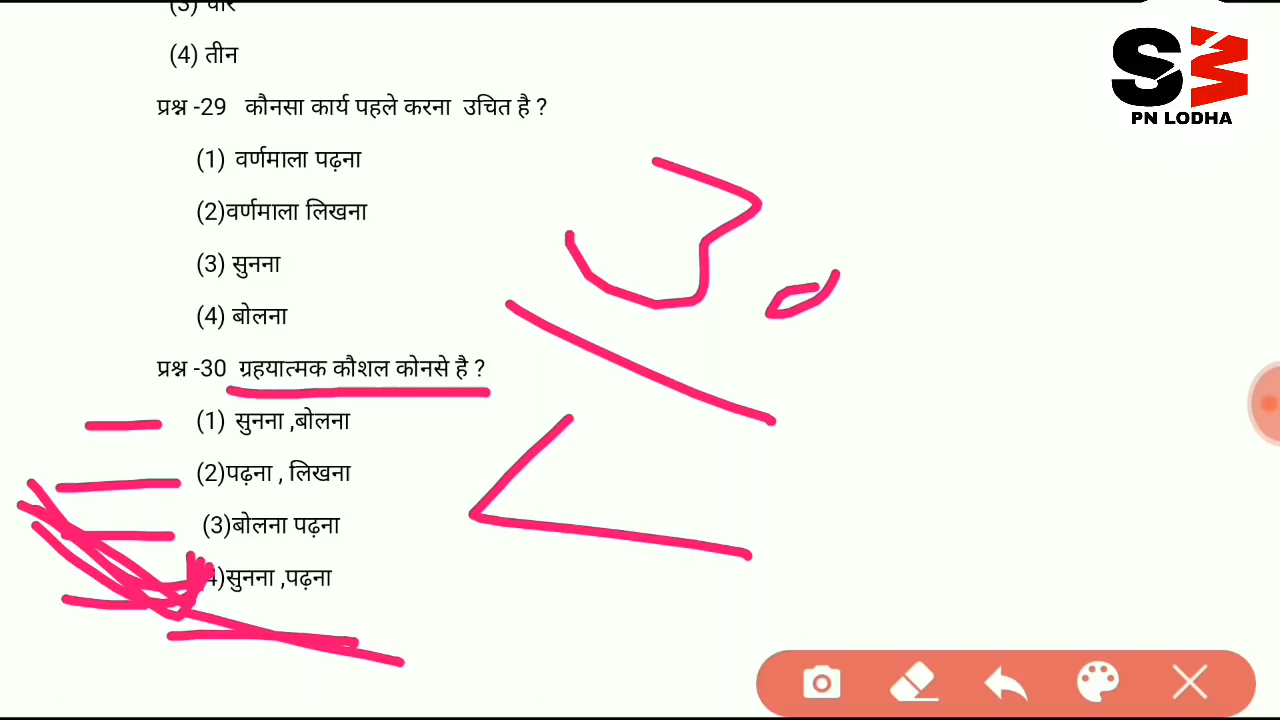 (3) चार
(4) तीन
प्रश्न -29 कौनसा कार्य पहले करना उचित है ?
(1) वर्णमाला पढ़ना
(2)वर्णमाला लिखना
(3) सुनना
(4) बोलना
प्रश्न -30 ग्रहयात्मक कौशल कोनसे है ?
(1) सुनना ,बोलना
(2)पढ़ना , लिखना
(3)बोलना पढ़ना
(4)सुनना ,पढ़ना
PN LODHA